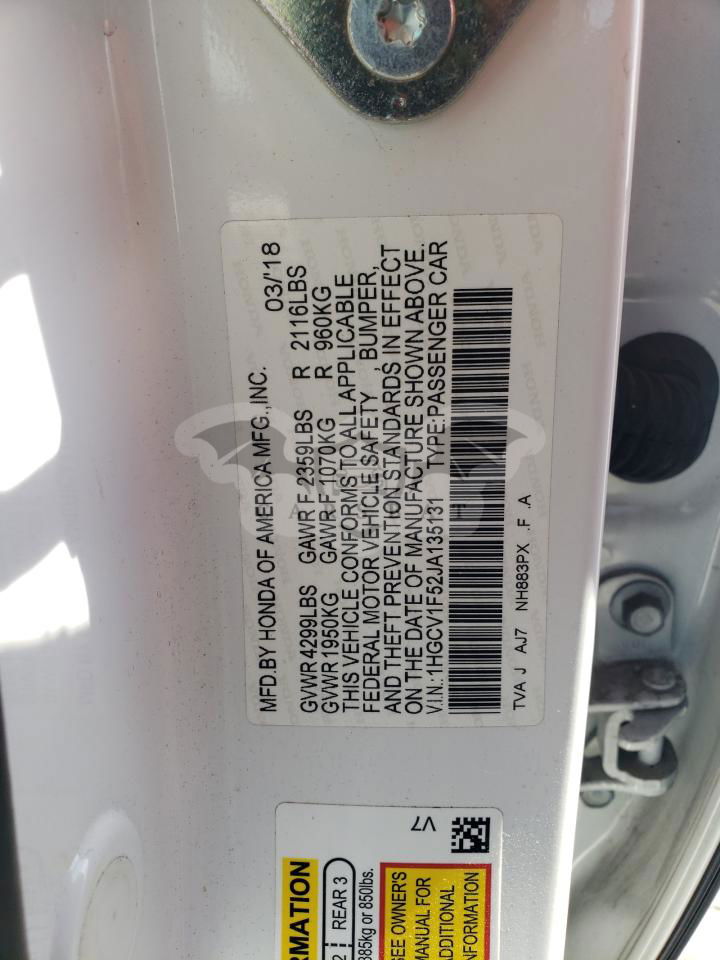 MFD.BY HONDA OF AMERICA MFG.,INC. 03/'18
GVWR 4299LBS GAWR F 2359LBS R 2116LBS
GVWR 1950KG GAWR F 1070KG R 960KG
THIS VEHICLE CONFORMS TO ALL APPLICABLE
FEDERAL MOTOR VEHICLE SAFETY, BUMPER,
AND THEFT PREVENTION STANDARDS, IN EFFECT
ON THE DATE OF MANUFACTURE SHOWN ABOVE.
V.I.N.:1HGCV1F52JA135131 TYPE:PASSENGER CAR
TVA J AJ7 NH883PX .F .A
REAR 3
385kg or 850lbs.
SEE OWNER'S
MANUAL FOR
ADDITIONAL
INFORMATION
V7